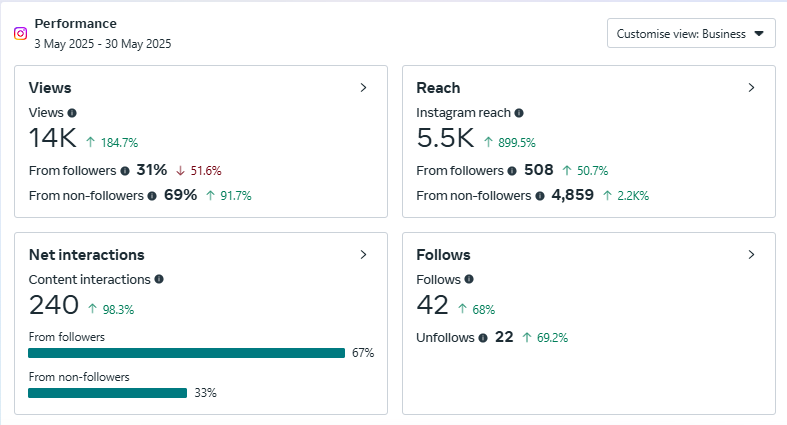 Performance
3 May 2025 - 30 May 2025
Customise view: Business
Views
Views
14K ↑ 184.7%
From followers 31% ↓ 51.6%
From non-followers 69% ↑ 91.7%
Reach
Instagram reach
5.5K ↑ 899.5%
From followers 508 ↑ 50.7%
From non-followers 4,859 ↑ 2.2K%
Net interactions
Content interactions
240 ↑ 98.3%
From followers
67%
From non-followers
33%
Follows
Follows
42 ↑ 68%
Unfollows 22 ↑ 69.2%